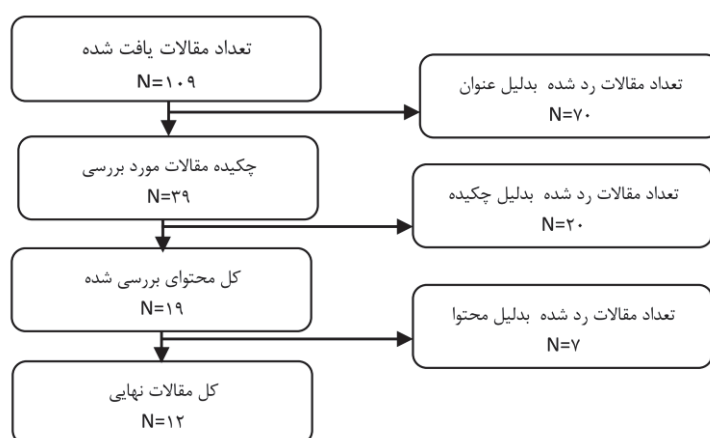 تعداد مقالات یافت شده
N=۱۰۹
تعداد مقالات رد شده بدلیل عنوان
N=۷۰
چکیده مقالات مورد بررسی
N=۳۹
تعداد مقالات رد شده بدلیل چکیده
N=۲۰
کل محتوای بررسی شده
N=۱۹
تعداد مقالات رد شده بدلیل محتوا
N=۷
کل مقالات نهایی
N=۱۲